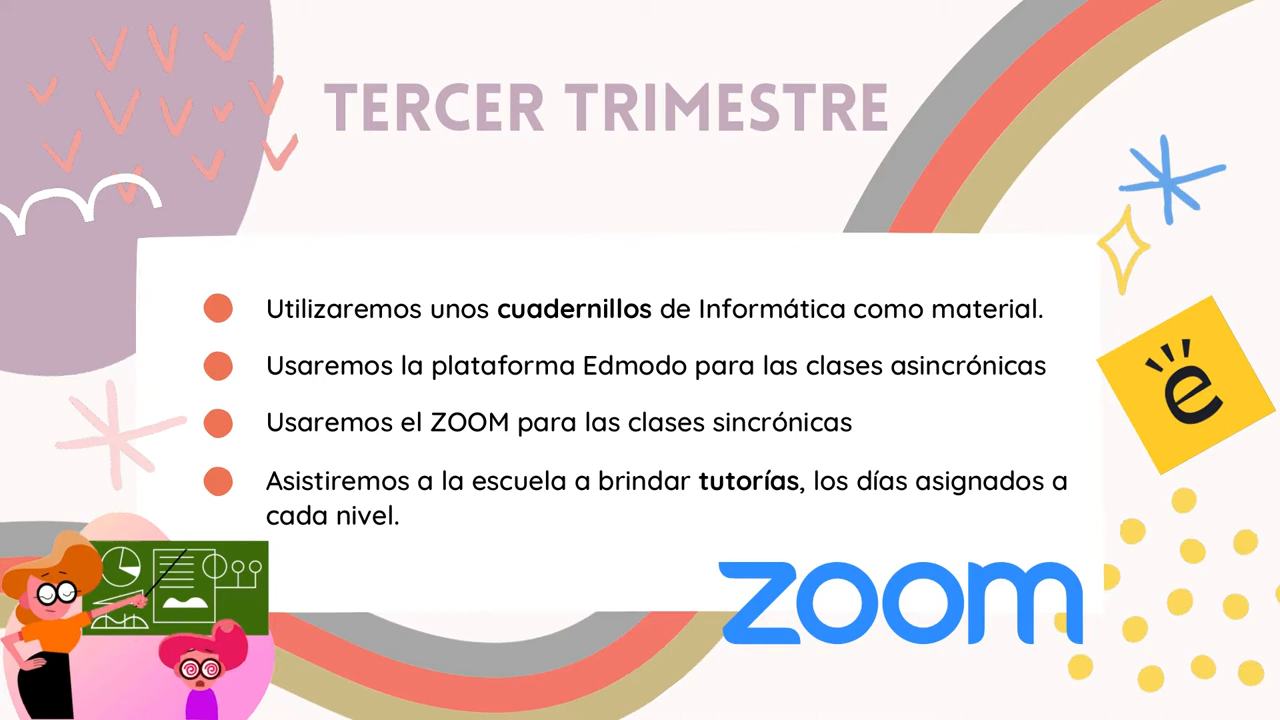 TERCER TRIMESTRE
Utilizaremos unos cuadernillos de Informática como material.
Usaremos la plataforma Edmodo para las clases asincrónicas
Usaremos el ZOOM para las clases sincrónicas
Asistiremos a la escuela a brindar tutorías, los días asignados a
cada nivel.
e
zoom